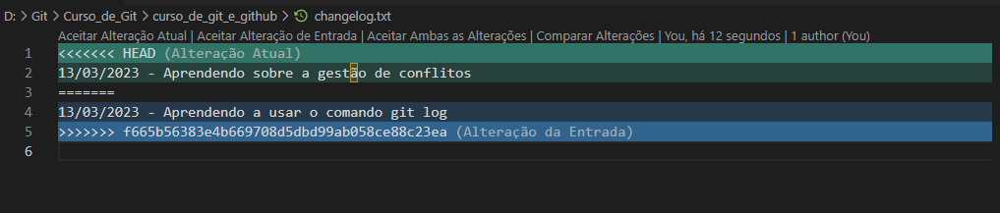 D: > Git > Curso_de_Git > curso_de_git_e_github > changelog.txt
Aceitar Alteração Atual | Aceitar Alteração de Entrada | Aceitar Ambas as Alterações | Comparar Alterações | You, há 12 segundos | 1 author (You)
1 <<<<<<< HEAD (Alteração Atual)
2 13/03/2023 - Aprendendo sobre a gestão de conflitos
3 =======
4 13/03/2023 - Aprendendo a usar o comando git log
5 >>>>>>> f665b56383e4b669708d5dbd99ab058ce88c23ea (Alteração da Entrada)
6